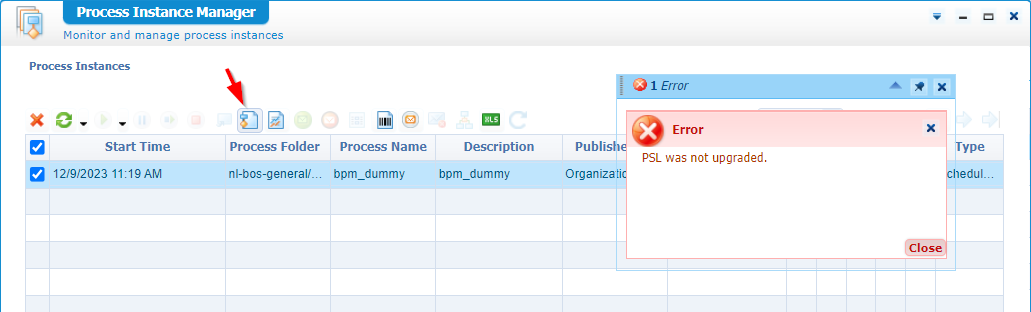 Process Instance Manager
Monitor and manage process instances
Process Instances
1 Error
XLS
Error
PSL was not upgraded.
Close
Start Time Process Folder Process Name Description Publishe Type
12/9/2023 11:19 AM nl-bos-general/... bpm_dummy bpm_dummy Organizatio chedul...